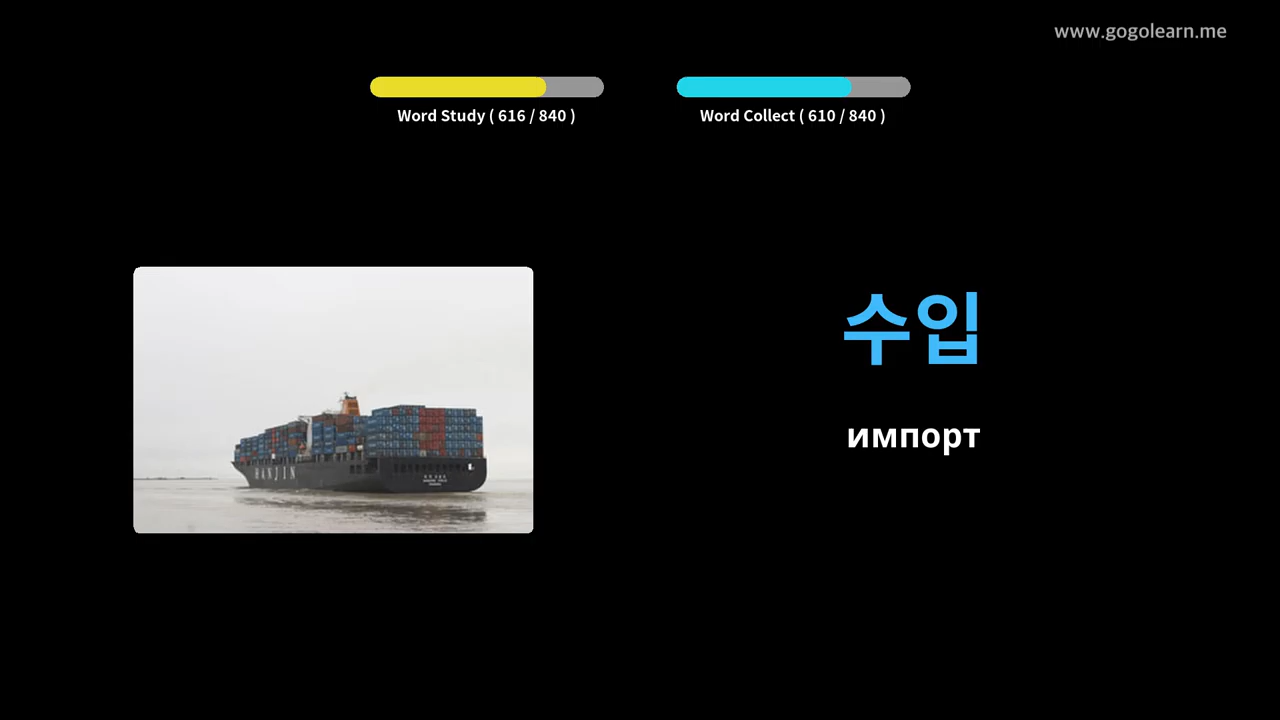 www.gogolearn.me
Word Study ( 616 / 840 )
Word Collect ( 610 / 840 )
수입
импорт
HANJIN